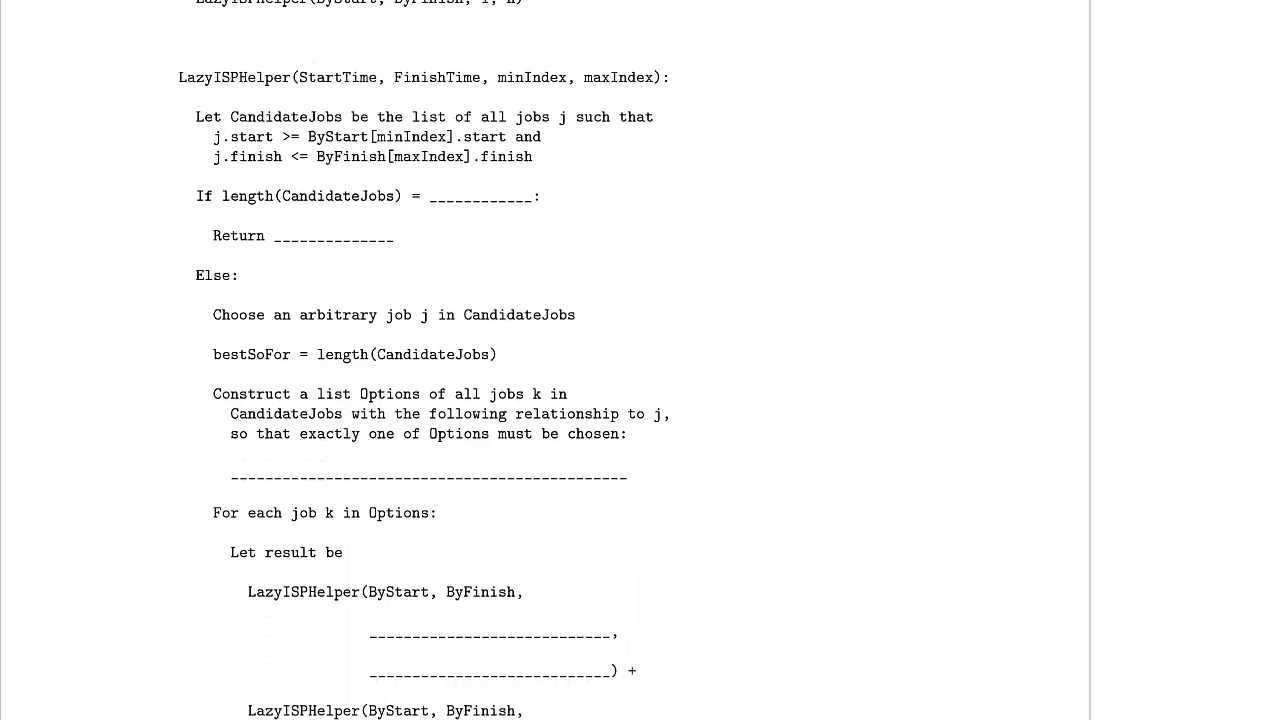 LazyISPHelper(ByStart, ByFinish, 1, n)
LazyISPHelper(StartTime, FinishTime, minIndex, maxIndex):
Let CandidateJobs be the list of all jobs j such that
j.start >= ByStart[minIndex].start and
j.finish <= ByFinish[maxIndex].finish
If length(CandidateJobs) = ____________:
Return ______________
Else:
Choose an arbitrary job j in CandidateJobs
bestSoFor = length(CandidateJobs)
Construct a list Options of all jobs k in
CandidateJobs with the following relationship to j,
so that exactly one of Options must be chosen:
______________________________________________
For each job k in Options:
Let result be
LazyISPHelper(ByStart, ByFinish,
____________________________,
____________________________) +
LazyISPHelper(ByStart, ByFinish,